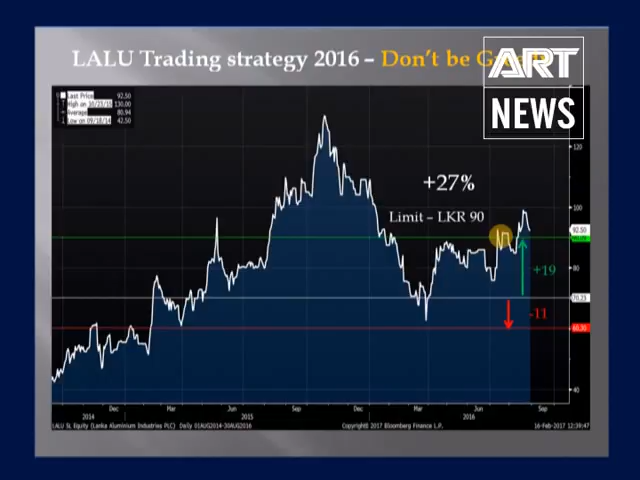 LALU Trading strategy 2016 – Don't be G
ART
NEWS
Last Price 92.50
High on 10/23/15 130.00
Average 80.94
Low on 09/18/14 42.50
120
+27%
100
Limit – LKR 90
92.50
80
+19
70.23
-11
60.30
40
Dec Mar Jun Sep Dec Mar Jun Sep
2014 2015 2016
LALU SL Equity (Lanka Aluminium Industries PLC) Daily 01AUG2014-30AUG2016 Copyright© 2017 Bloomberg Finance L.P. 16-Feb-2017 12:39:47